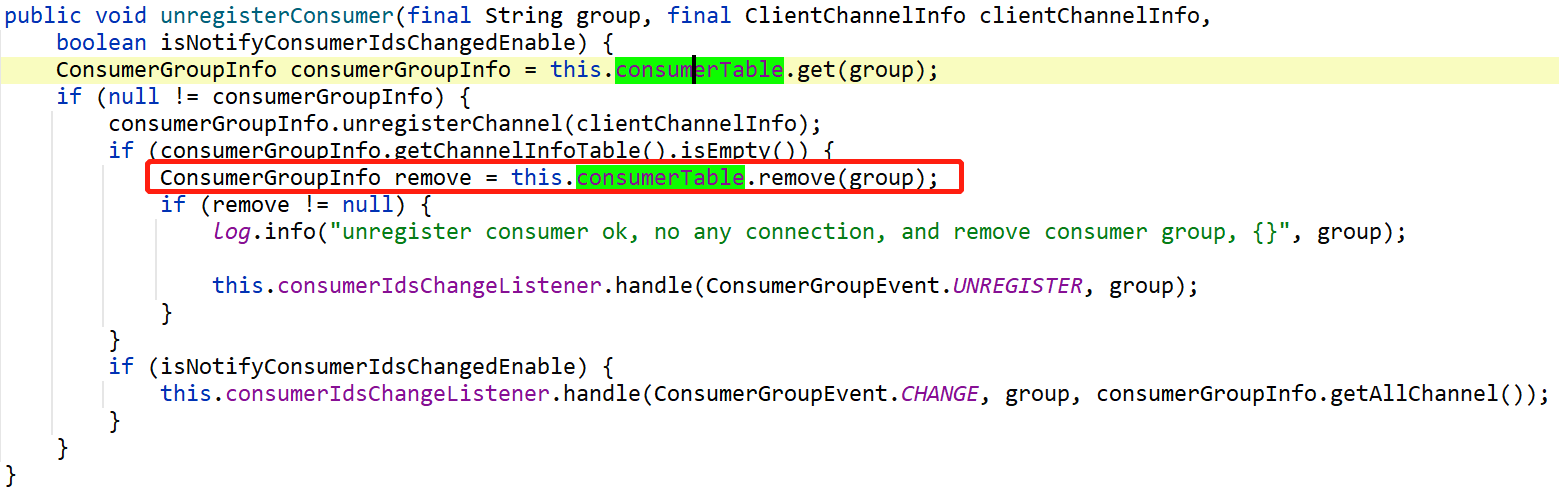 public void unregisterConsumer(final String group, final ClientChannelInfo clientChannelInfo,
boolean isNotifyConsumerIdsChangedEnable) {
ConsumerGroupInfo consumerGroupInfo = this.consumerTable.get(group);
if (null != consumerGroupInfo) {
consumerGroupInfo.unregisterChannel(clientChannelInfo);
if (consumerGroupInfo.getChannelInfoTable().isEmpty()) {
ConsumerGroupInfo remove = this.consumerTable.remove(group);
if (remove != null) {
log.info("unregister consumer ok, no any connection, and remove consumer group, {}", group);
this.consumerIdsChangeListener.handle(ConsumerGroupEvent.UNREGISTER, group);
}
}
if (isNotifyConsumerIdsChangedEnable) {
this.consumerIdsChangeListener.handle(ConsumerGroupEvent.CHANGE, group, consumerGroupInfo.getAllChannel());
}
}
}